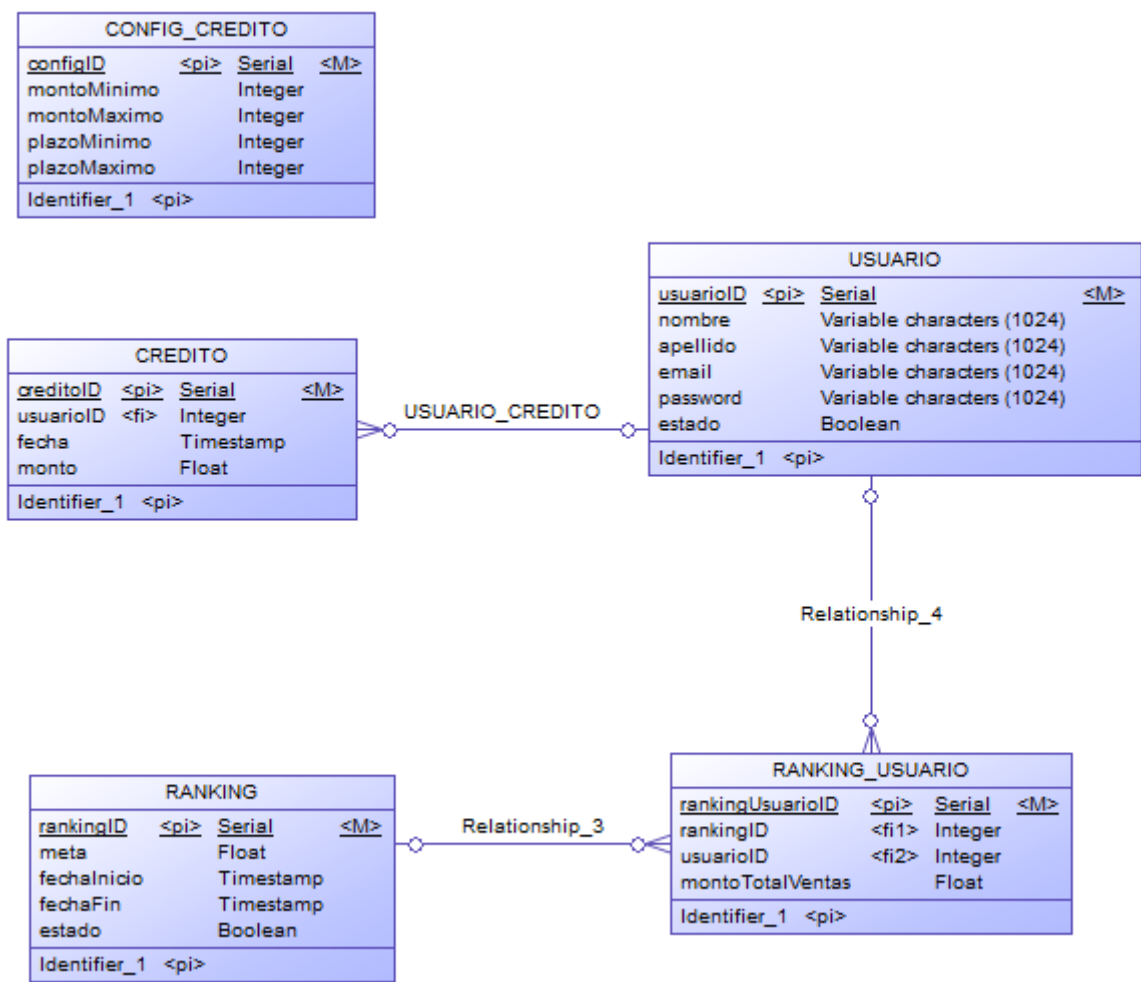 CONFIG_CREDITO
configID <pi> Serial <M>
montoMinimo Integer
montoMaximo Integer
plazoMinimo Integer
plazoMaximo Integer
Identifier_1 <pi>
USUARIO
usuarioID <pi> Serial <M>
nombre Variable characters (1024)
apellido Variable characters (1024)
email Variable characters (1024)
password Variable characters (1024)
estado Boolean
Identifier_1 <pi>
CREDITO
creditoID <pi> Serial <M>
usuarioID <fi> Integer
fecha Timestamp
monto Float
Identifier_1 <pi>
USUARIO_CREDITO
Relationship_4
RANKING
rankingID <pi> Serial <M>
meta Float
fechaInicio Timestamp
fechaFin Timestamp
estado Boolean
Identifier_1 <pi>
Relationship_3
RANKING_USUARIO
rankingUsuarioID <pi> Serial <M>
rankingID <fi1> Integer
usuarioID <fi2> Integer
montoTotalVentas Float
Identifier_1 <pi>